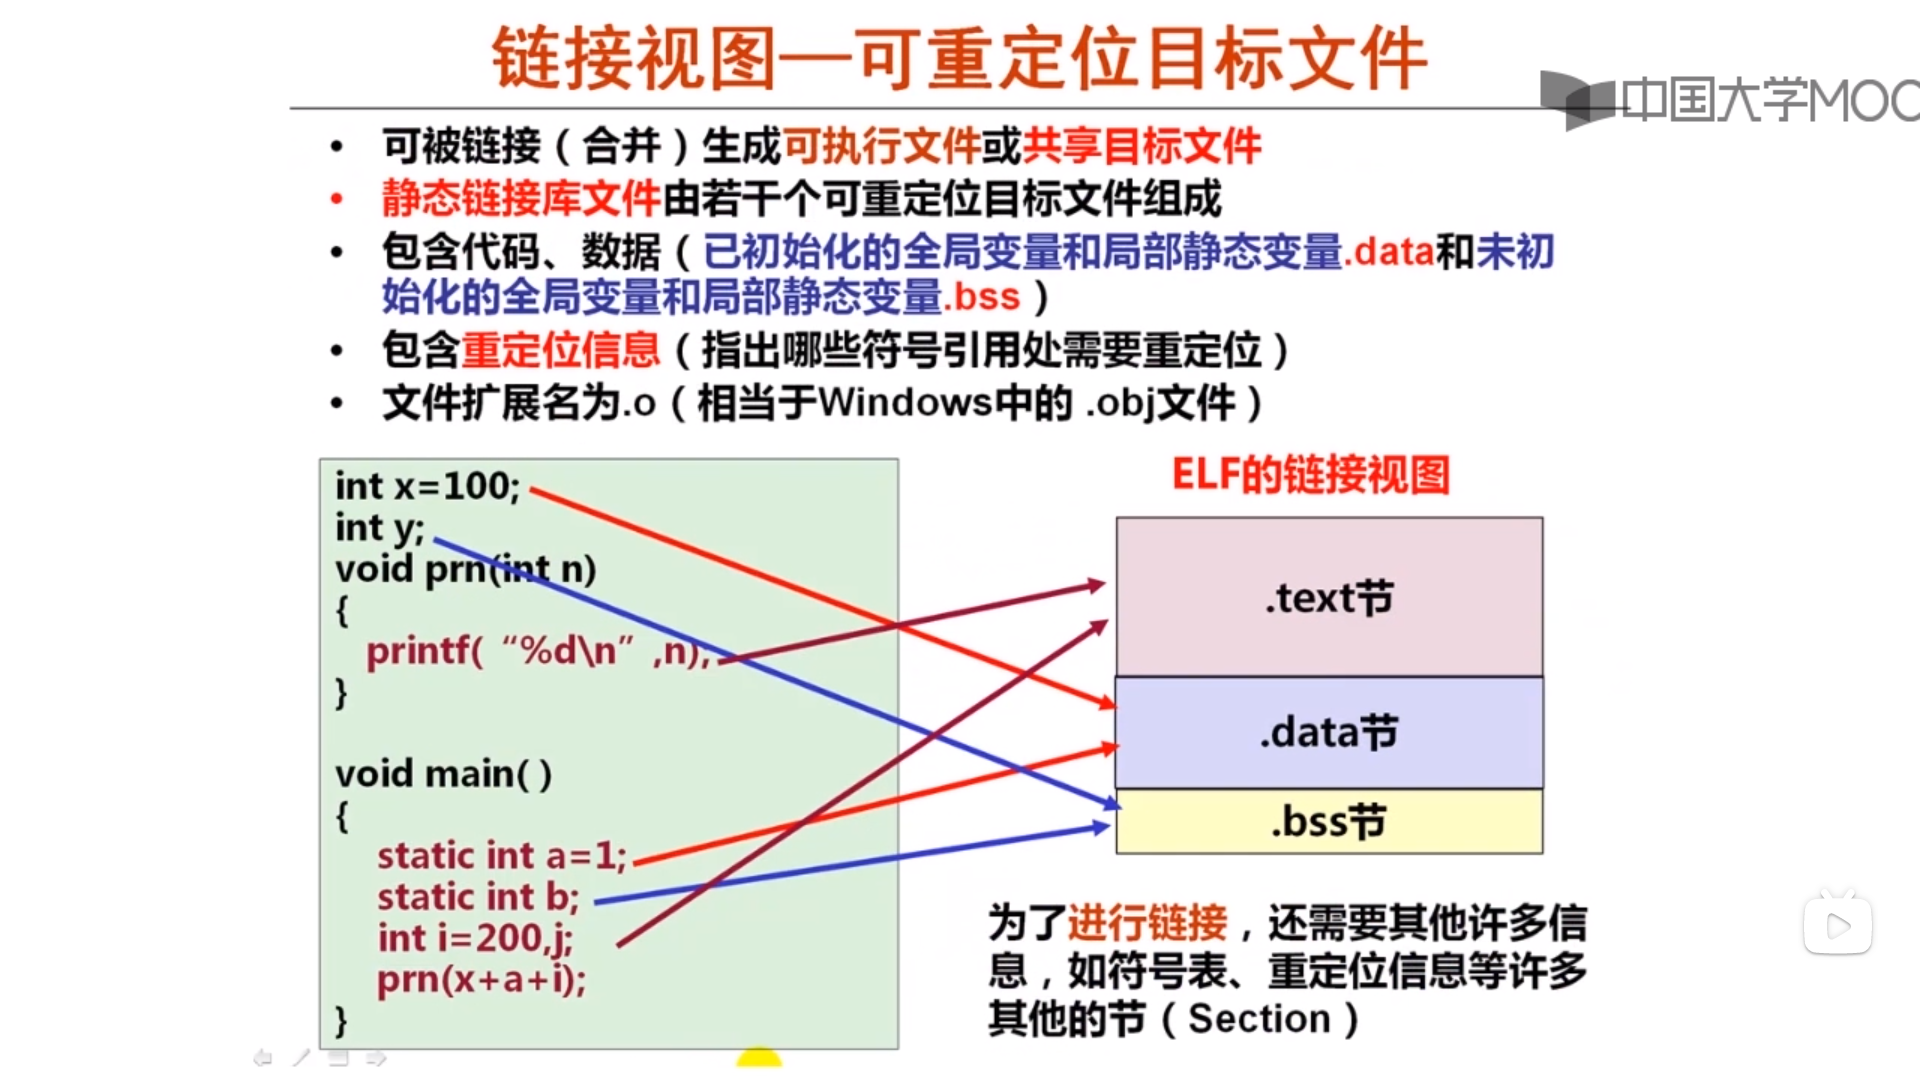 链接视图—可重定位目标文件
中国大学MOOC
• 可被链接（合并）生成可执行文件或共享目标文件
• 静态链接库文件由若干个可重定位目标文件组成
• 包含代码、数据（已初始化的全局变量和局部静态变量.data和未初
始化的全局变量和局部静态变量.bss）
• 包含重定位信息（指出哪些符号引用处需要重定位）
• 文件扩展名为.o（相当于Windows中的 .obj文件）
int x=100;
int y;
void prn(int n)
{
printf( “%d\n” ,n);
}
void main( )
{
static int a=1;
static int b;
int i=200,j;
prn(x+a+i);
}
ELF的链接视图
.text节
.data节
.bss节
为了进行链接，还需要其他许多信
息，如符号表、重定位信息等许多
其他的节（Section）